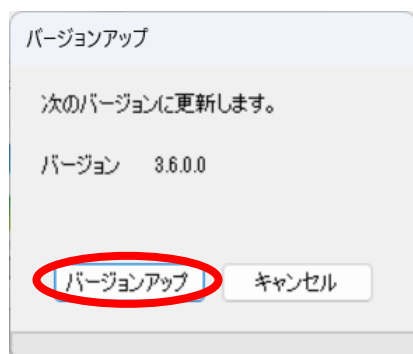 バージョンアップ
次のバージョンに更新します。
バージョン 3.6.0.0
バージョンアップ キャンセル